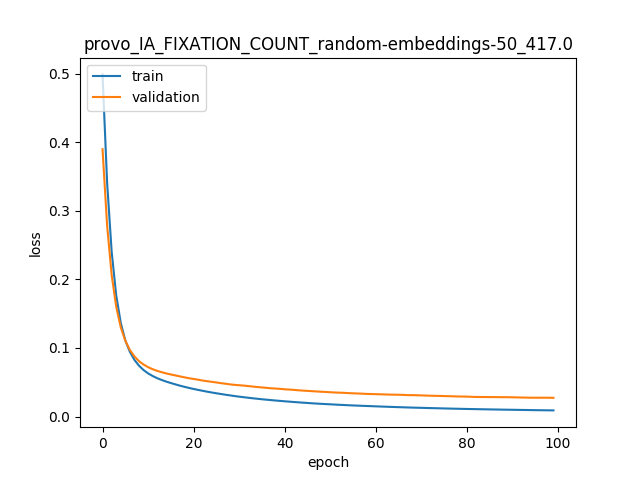 provo_IA_FIXATION_COUNT_random-embeddings-50_417.0
train
validation
0.5
0.4
0.3
0.2
0.1
0.0
loss
0 20 40 60 80 100
epoch